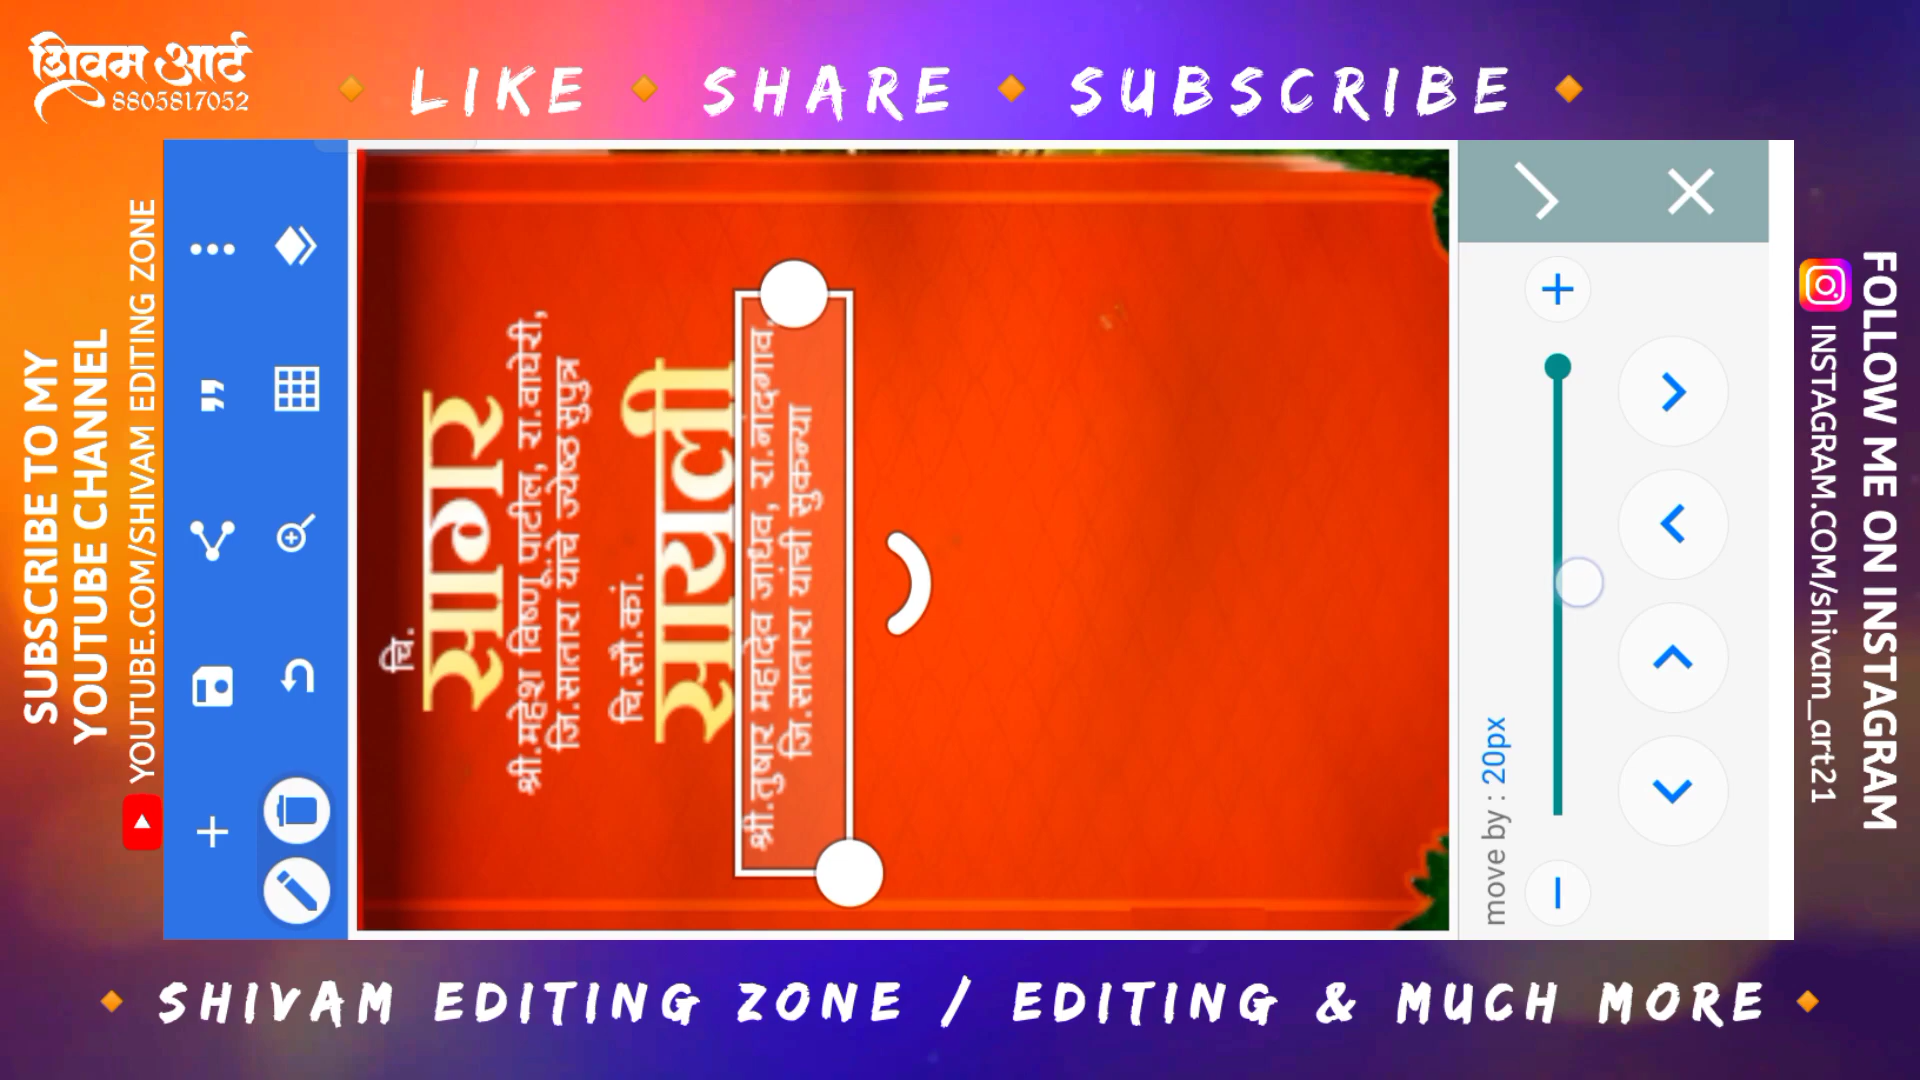 शिवम आर्ट
8805817052
LIKE SHARE SUBSCRIBE
SUBSCRIBE TO MY
YOUTUBE CHANNEL
YOUTUBE.COM/SHIVAM EDITING ZONE
चि.
सागर
श्री.महेश विष्णू पाटील, रा.वाघेरी,
जि.सातारा यांचे ज्येष्ठ सुपुत्र
चि.सौ.कां.
सायली
श्री.तुषार महादेव जाधव, रा.नांदलगाव,
जि.सातारा यांची सुकन्या
move by : 20px
FOLLOW ME ON INSTAGRAM
INSTAGRAM.COM/shivam_art21
SHIVAM EDITING ZONE / EDITING & MUCH MORE